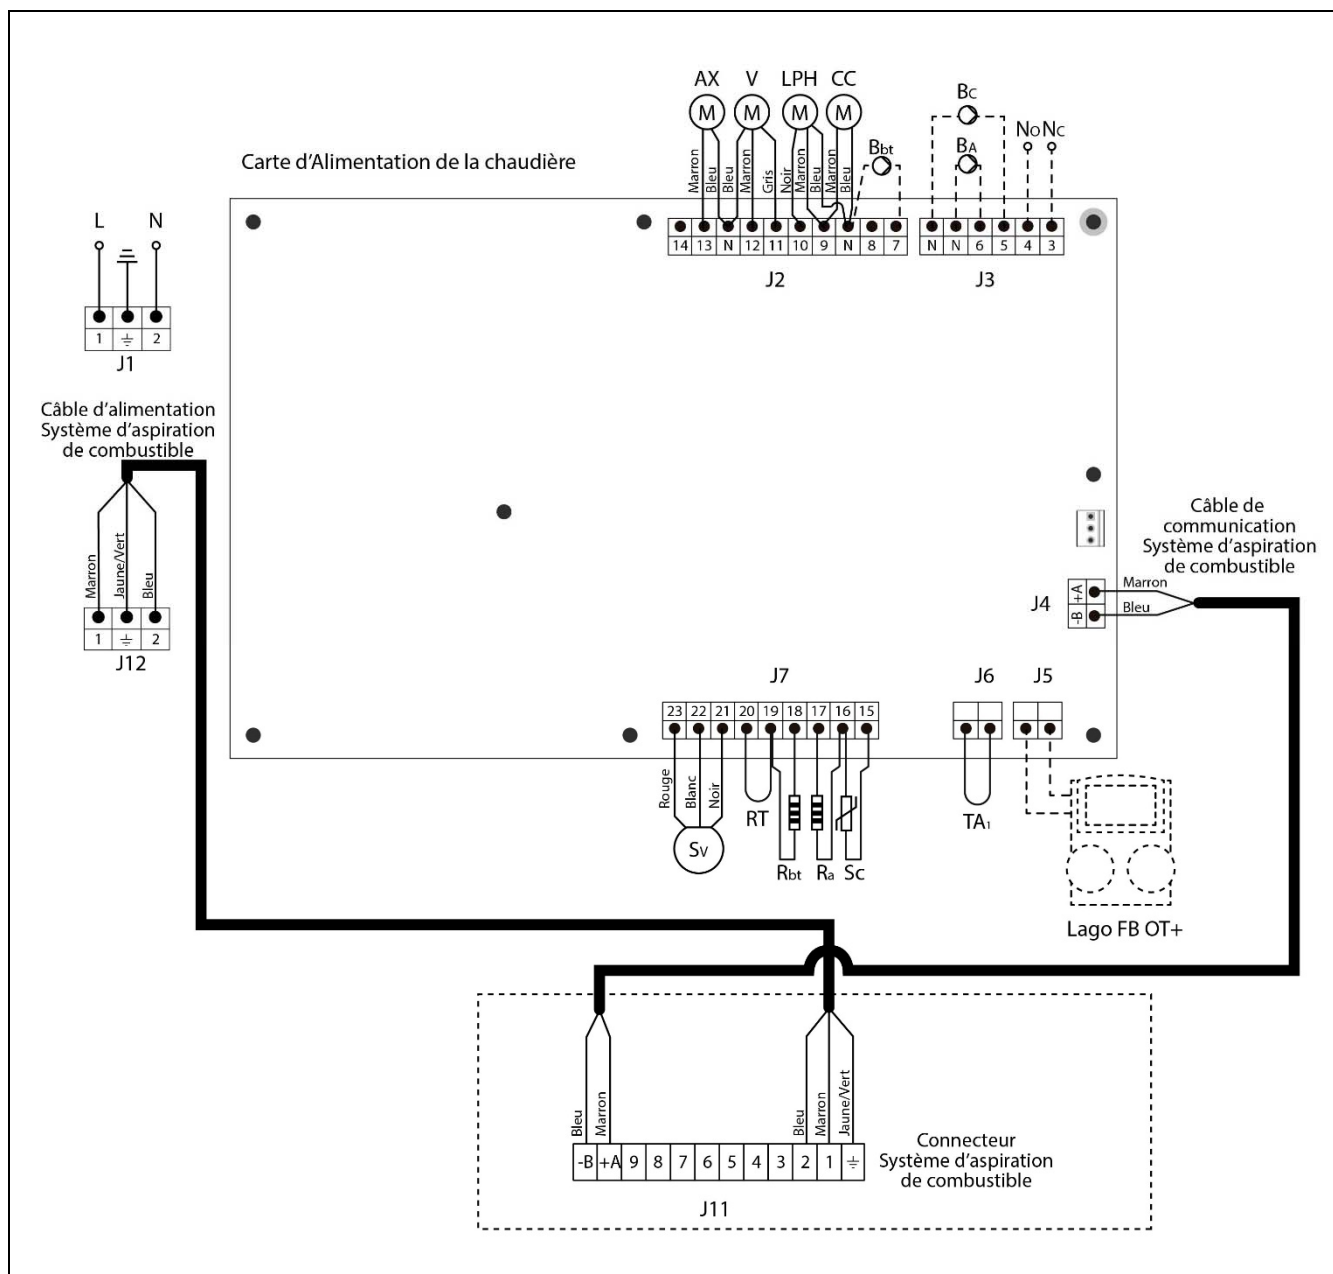 AX V LPH CC
M M M M
Bc
BA
No Nc
Bbt
Carte d'Alimentation de la chaudière
Marron
Bleu
Bleu
Marron
Gris
Noir
Marron
Bleu
Marron
Bleu
14 13 N 12 11 10 9 N 8 7
J2
N N 6 5 4 3
J3
L N
1 2
J1
Câble d'alimentation
Système d'aspiration
de combustible
Marron
Jaune/Vert
Bleu
1 2
J12
Câble de
communication
Système d'aspiration
de combustible
J4
+A
-B
Marron
Bleu
J7
23 22 21 20 19 18 17 16 15
Rouge
Blanc
Noir
Sv
RT
Rbt
Ra
Sc
J6
TA1
J5
Lago FB OT+
Bleu
Marron
Bleu
Marron
Jaune/Vert
-B +A 9 8 7 6 5 4 3 2 1
J11
Connecteur
Système d'aspiration
de combustible